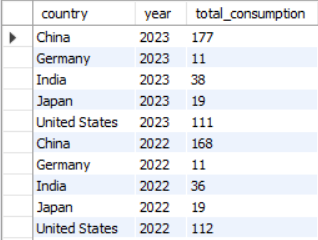 country year total_consumption
China 2023 177
Germany 2023 11
India 2023 38
Japan 2023 19
United States 2023 111
China 2022 168
Germany 2022 11
India 2022 36
Japan 2022 19
United States 2022 112